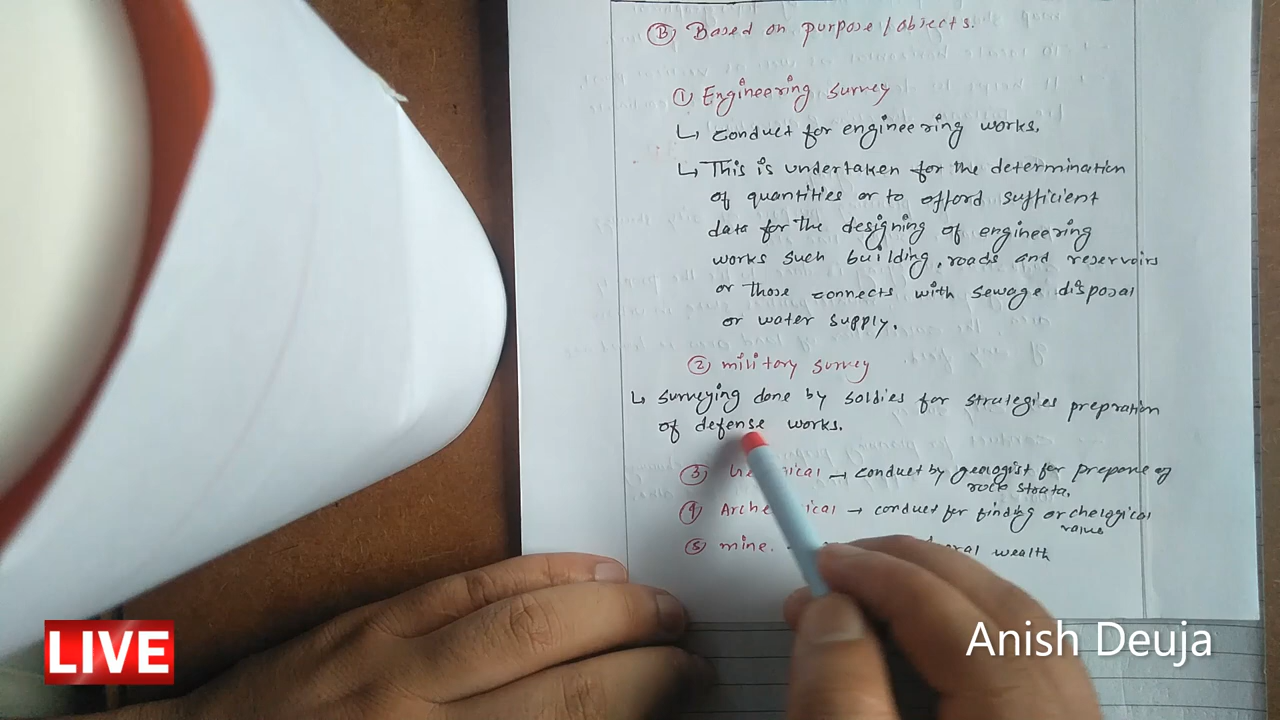 B Based on purpose/objects.
1 Engineering survey
↳ Conduct for engineering works,
↳ This is undertaken for the determination
of quantities or to offord sufficient
data for the designing of engineering
works such building, roads and reservoirs
or those connects with sewage disposal
or water supply.
2 military survey
↳ surveying done by soldies for strategies prepration
of defense works.
3 → conduct by geologist for prepone of
rock strata,
4 → conduct for finding archelogical
value
5 mine. wealth
LIVE
Anish Deuja